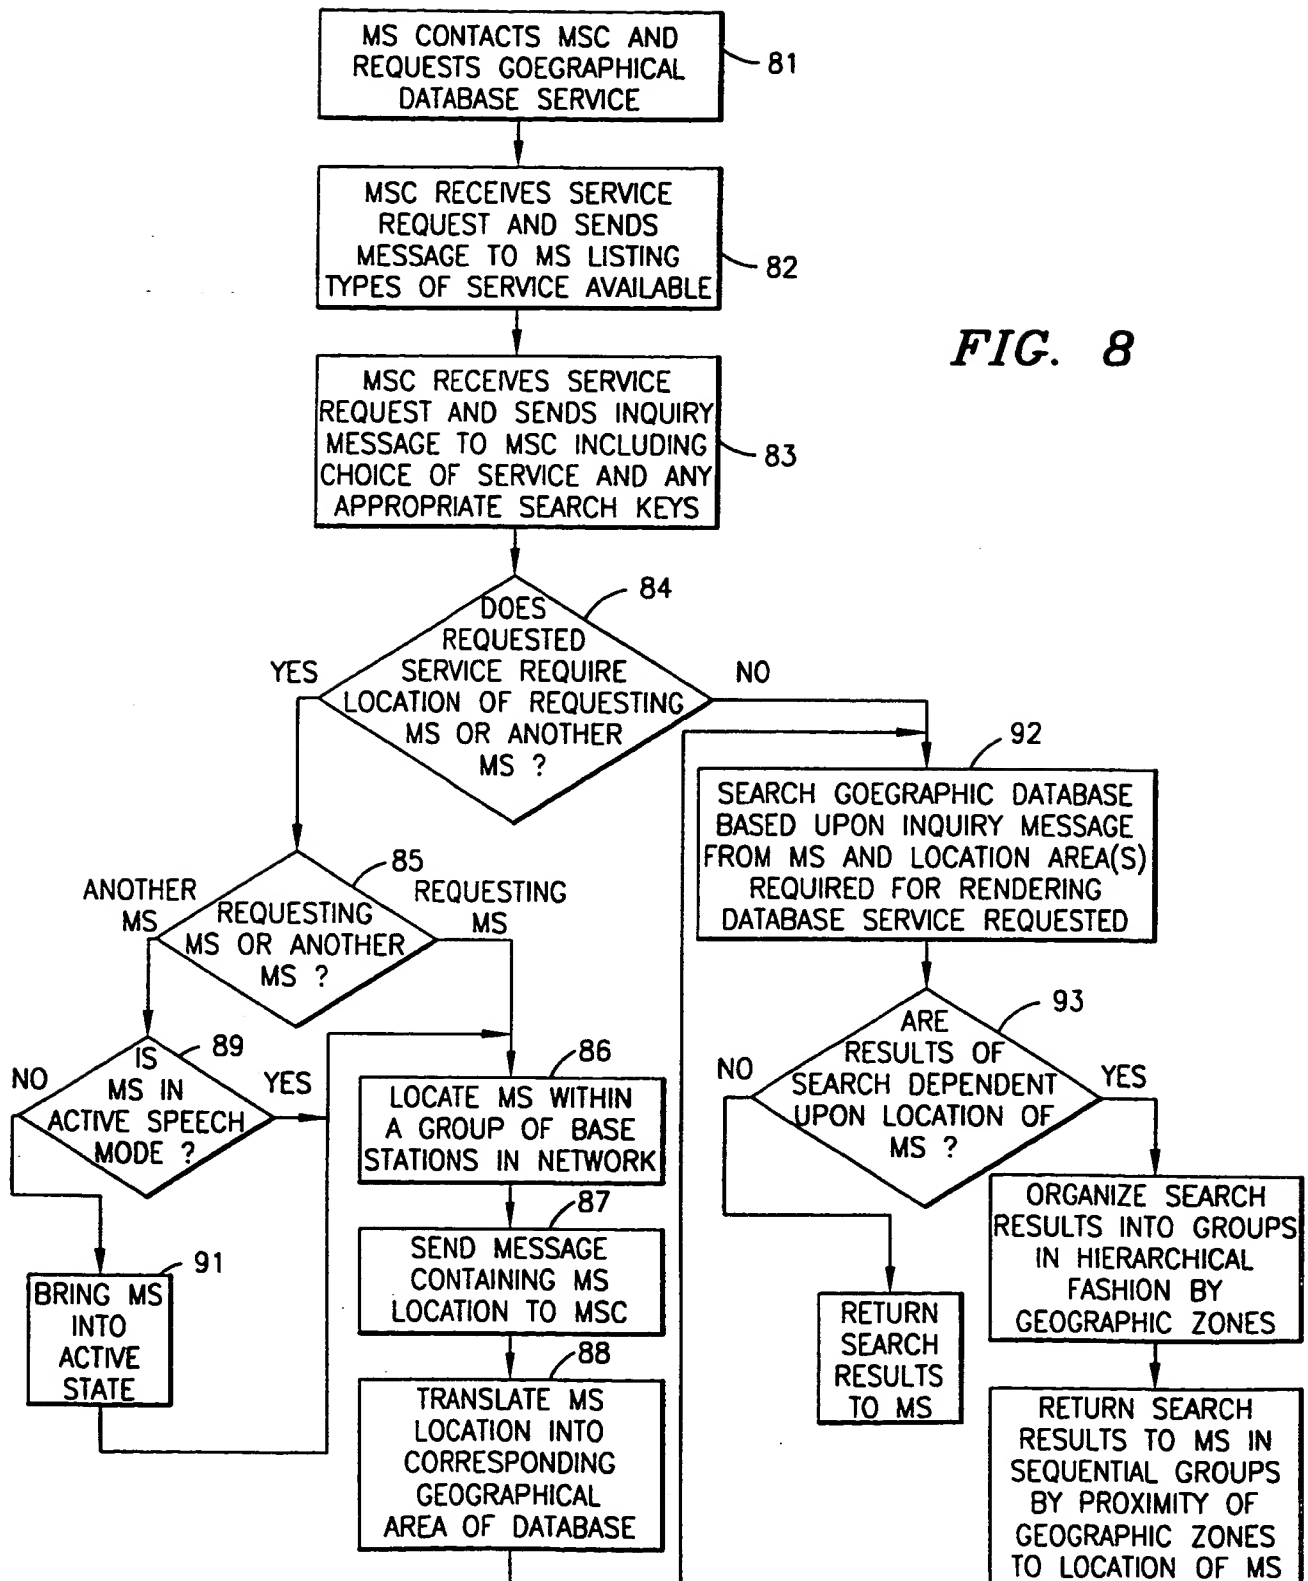 MS CONTACTS MSC AND
REQUESTS GOEGRAPHICAL
DATABASE SERVICE
81
MSC RECEIVES SERVICE
REQUEST AND SENDS
MESSAGE TO MS LISTING
TYPES OF SERVICE AVAILABLE
82
FIG. 8
MSC RECEIVES SERVICE
REQUEST AND SENDS INQUIRY
MESSAGE TO MSC INCLUDING
CHOICE OF SERVICE AND ANY
APPROPRIATE SEARCH KEYS
83
84
DOES
REQUESTED
SERVICE REQUIRE
LOCATION OF REQUESTING
MS OR ANOTHER
MS ?
YES
NO
85
ANOTHER
MS
REQUESTING
MS
REQUESTING
MS OR ANOTHER
MS ?
89
IS
MS IN
ACTIVE SPEECH
MODE ?
NO
YES
91
BRING MS
INTO
ACTIVE
STATE
86
LOCATE MS WITHIN
A GROUP OF BASE
STATIONS IN NETWORK
87
SEND MESSAGE
CONTAINING MS
LOCATION TO MSC
88
TRANSLATE MS
LOCATION INTO
CORRESPONDING
GEOGRAPHICAL
AREA OF DATABASE
92
SEARCH GOEGRAPHIC DATABASE
BASED UPON INQUIRY MESSAGE
FROM MS AND LOCATION AREA(S)
REQUIRED FOR RENDERING
DATABASE SERVICE REQUESTED
93
ARE
RESULTS OF
SEARCH DEPENDENT
UPON LOCATION OF
MS ?
NO
YES
RETURN
SEARCH
RESULTS
TO MS
ORGANIZE SEARCH
RESULTS INTO GROUPS
IN HIERARCHICAL
FASHION BY
GEOGRAPHIC ZONES
RETURN SEARCH
RESULTS TO MS IN
SEQUENTIAL GROUPS
BY PROXIMITY OF
GEOGRAPHIC ZONES
TO LOCATION OF MS